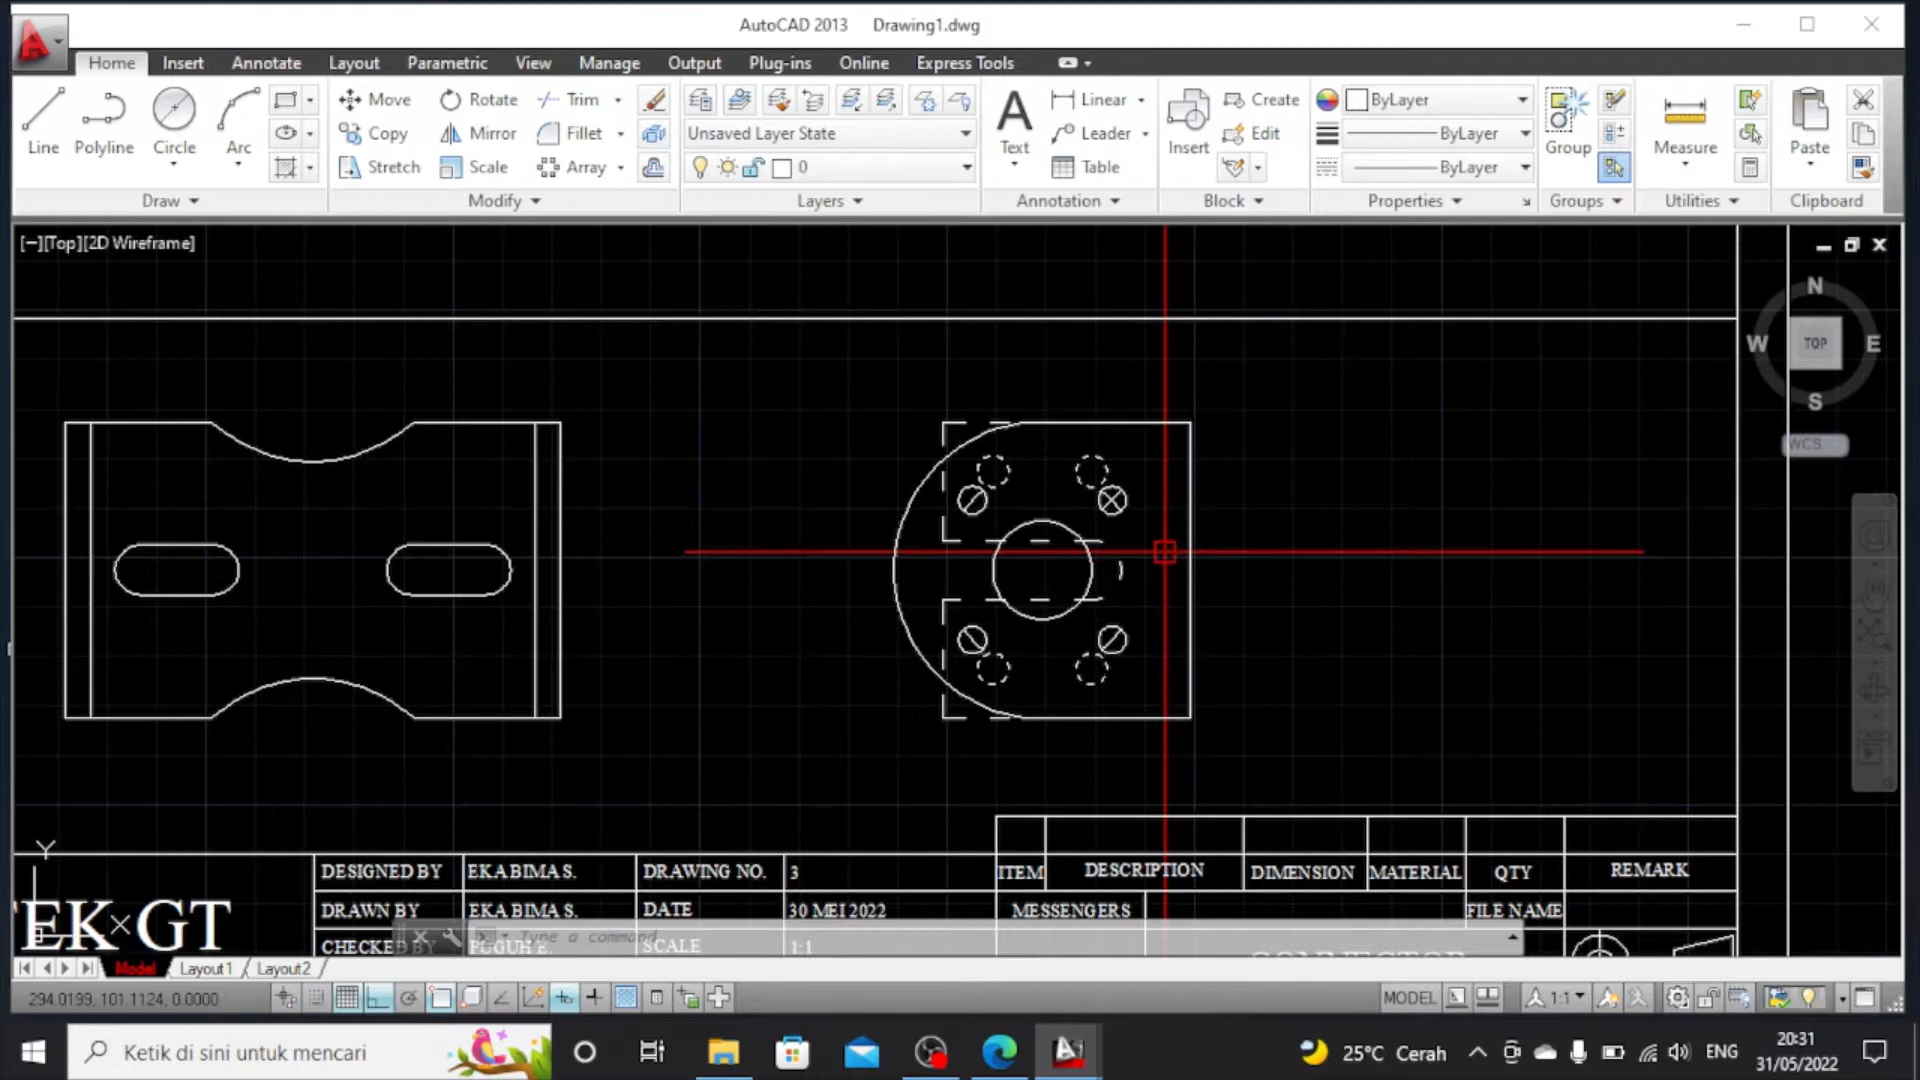 AutoCAD 2013 Drawing1.dwg
Home Insert Annotate Layout Parametric View Manage Output Plug-ins Online Express Tools
Line Polyline Circle Arc
Move Rotate Trim
Copy Mirror Fillet
Stretch Scale Array
Unsaved Layer State
0
Text
Linear
Leader
Table
Insert
Create
Edit
ByLayer
ByLayer
ByLayer
Group
Measure
Paste
Draw Modify Layers Annotation Block Properties Groups Utilities Clipboard
[−][Top][2D Wireframe]
N
W TOP E
S
WCS
Y
ITEM DESCRIPTION DIMENSION MATERIAL QTY REMARK
DESIGNED BY EKA BIMA S. DRAWING NO. 3
DRAWN BY EKA BIMA S. DATE 30 MEI 2022 MESSENGERS FILE NAME
EK GT
CHECKED BY PUGUH SCALE 1:1
Type a command
CONNECTOR
Model Layout1 Layout2
294.0199, 101.1124, 0.0000
MODEL 1:1
Ketik di sini untuk mencari
25°C Cerah
ENG
20:31
31/05/2022